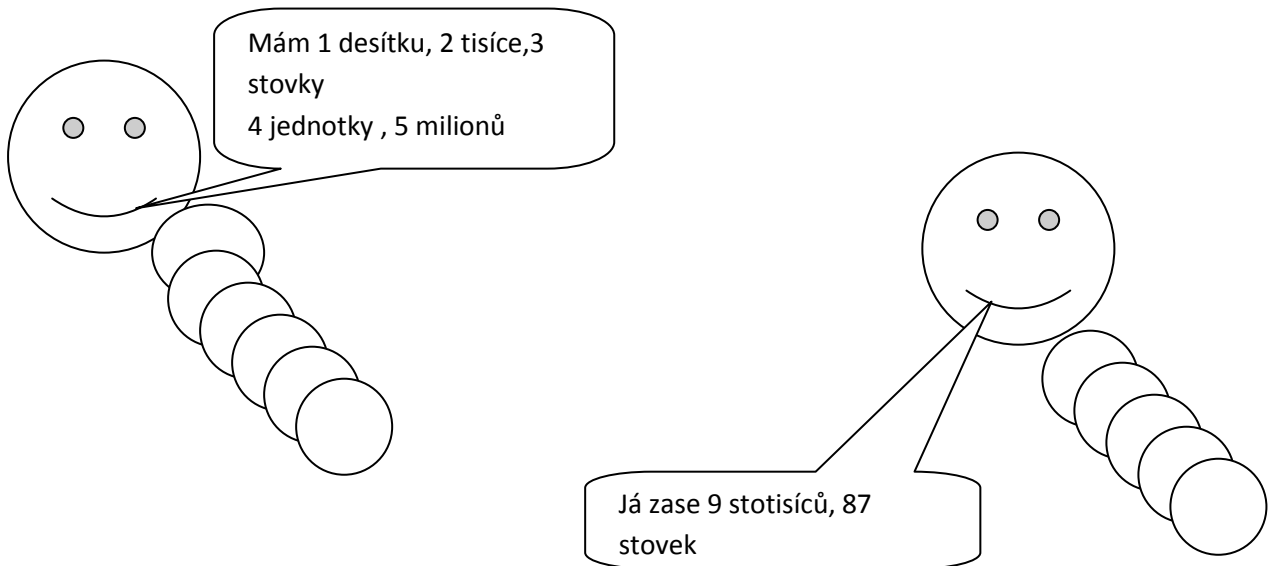 Mám 1 desítku, 2 tisíce,3
stovky
4 jednotky , 5 milionů
Já zase 9 stotisíců, 87
stovek